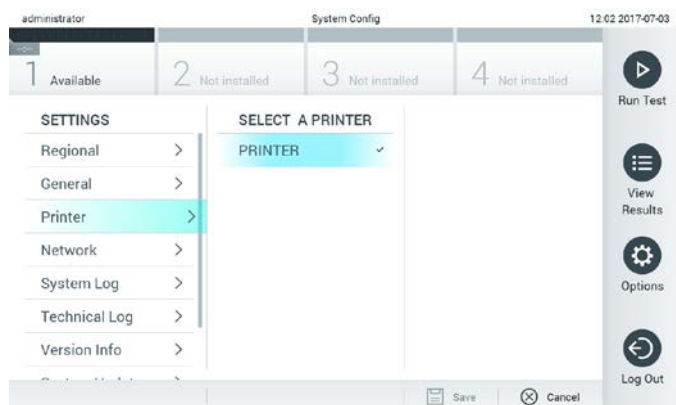 administrator System Config 12:02 2017-07-03
1 Available 2 Not installed 3 Not installed 4 Not installed
Run Test
SETTINGS
Regional
General
Printer
Network
System Log
Technical Log
Version Info
SELECT A PRINTER
PRINTER
View
Results
Options
Log Out
Save Cancel